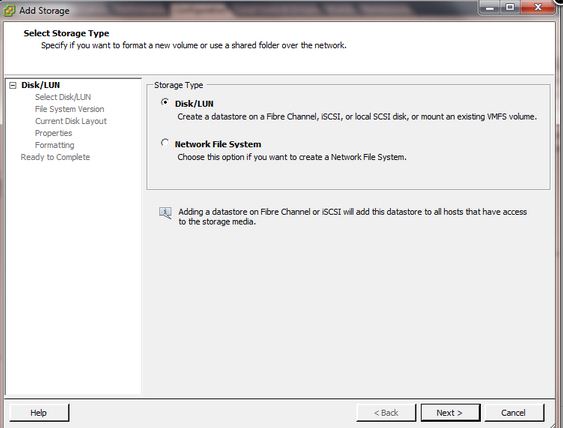 Add Storage
Select Storage Type
Specify if you want to format a new volume or use a shared folder over the network.
Disk/LUN
Select Disk/LUN
File System Version
Current Disk Layout
Properties
Formatting
Ready to Complete
Storage Type
Disk/LUN
Create a datastore on a Fibre Channel, iSCSI, or local SCSI disk, or mount an existing VMFS volume.
Network File System
Choose this option if you want to create a Network File System.
Adding a datastore on Fibre Channel or iSCSI will add this datastore to all hosts that have access
to the storage media.
Help
< Back
Next >
Cancel